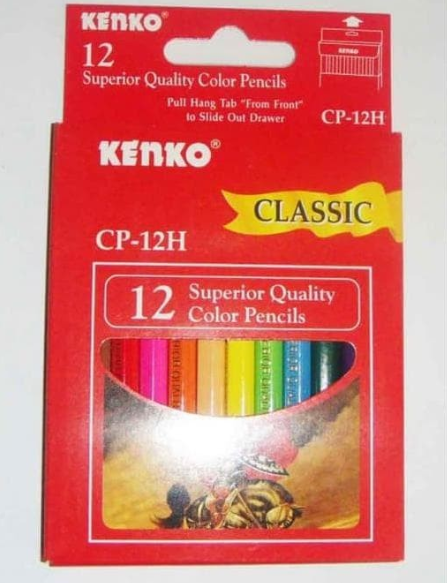 KENKO®
12
Superior Quality Color Pencils
Pull Hang Tab "From Front"
to Slide Out Drawer
KENKO
CP-12H
KENKO®
CLASSIC
CP-12H
12 Superior Quality
Color Pencils